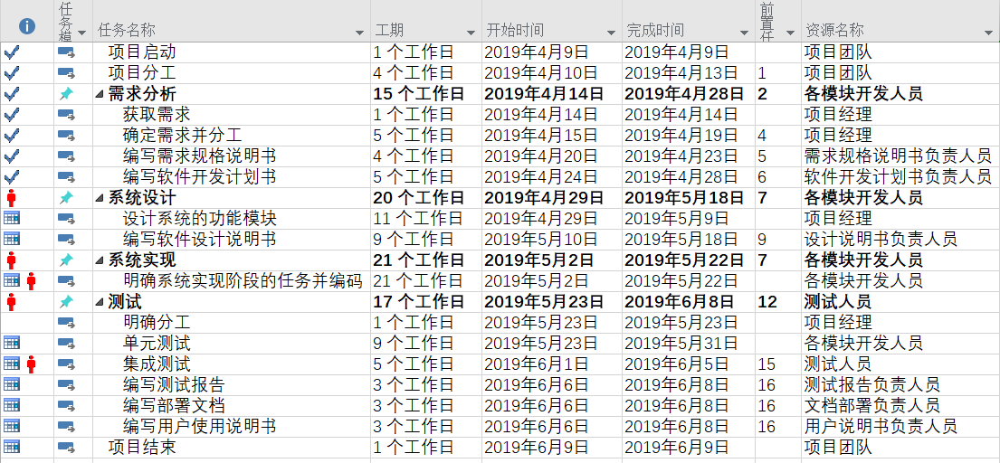 任务模 任务名称 工期 开始时间 完成时间 前置任 资源名称
项目启动 1 个工作日 2019年4月9日 2019年4月9日 项目团队
项目分工 4 个工作日 2019年4月10日 2019年4月13日 1 项目团队
需求分析 15 个工作日 2019年4月14日 2019年4月28日 2 各模块开发人员
获取需求 1 个工作日 2019年4月14日 2019年4月14日 项目经理
确定需求并分工 5 个工作日 2019年4月15日 2019年4月19日 4 项目经理
编写需求规格说明书 4 个工作日 2019年4月20日 2019年4月23日 5 需求规格说明书负责人员
编写软件开发计划书 5 个工作日 2019年4月24日 2019年4月28日 6 软件开发计划书负责人员
系统设计 20 个工作日 2019年4月29日 2019年5月18日 7 各模块开发人员
设计系统的功能模块 11 个工作日 2019年4月29日 2019年5月9日 项目经理
编写软件设计说明书 9 个工作日 2019年5月10日 2019年5月18日 9 设计说明书负责人员
系统实现 21 个工作日 2019年5月2日 2019年5月22日 7 各模块开发人员
明确系统实现阶段的任务并编码 21 个工作日 2019年5月2日 2019年5月22日 各模块开发人员
测试 17 个工作日 2019年5月23日 2019年6月8日 12 测试人员
明确分工 1 个工作日 2019年5月23日 2019年5月23日 项目经理
单元测试 9 个工作日 2019年5月23日 2019年5月31日 各模块开发人员
集成测试 5 个工作日 2019年6月1日 2019年6月5日 15 测试人员
编写测试报告 3 个工作日 2019年6月6日 2019年6月8日 16 测试报告负责人员
编写部署文档 3 个工作日 2019年6月6日 2019年6月8日 16 文档部署负责人员
编写用户使用说明书 3 个工作日 2019年6月6日 2019年6月8日 16 用户说明书负责人员
项目结束 1 个工作日 2019年6月9日 2019年6月9日 项目团队